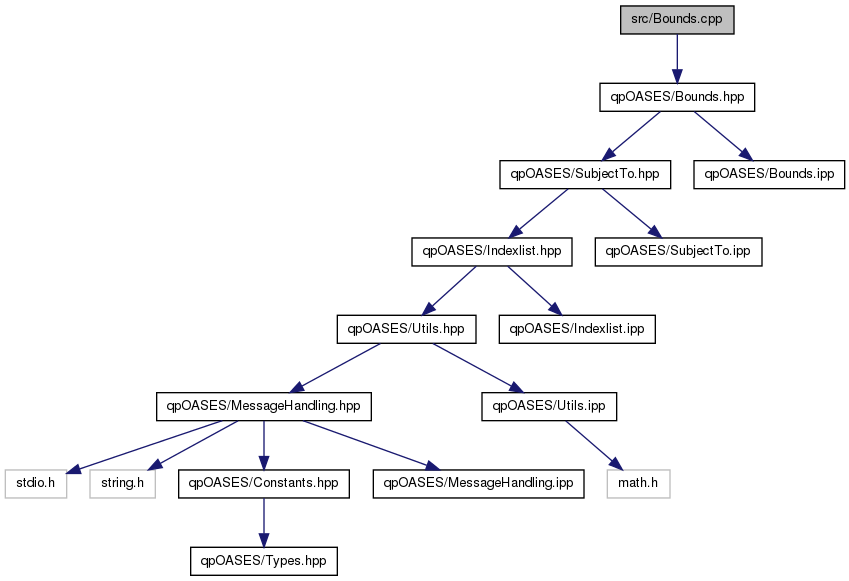 src/Bounds.cpp
qpOASES/Bounds.hpp
qpOASES/SubjectTo.hpp
qpOASES/Bounds.ipp
qpOASES/Indexlist.hpp
qpOASES/SubjectTo.ipp
qpOASES/Utils.hpp
qpOASES/Indexlist.ipp
qpOASES/MessageHandling.hpp
qpOASES/Utils.ipp
stdio.h
string.h
qpOASES/Constants.hpp
qpOASES/MessageHandling.ipp
math.h
qpOASES/Types.hpp